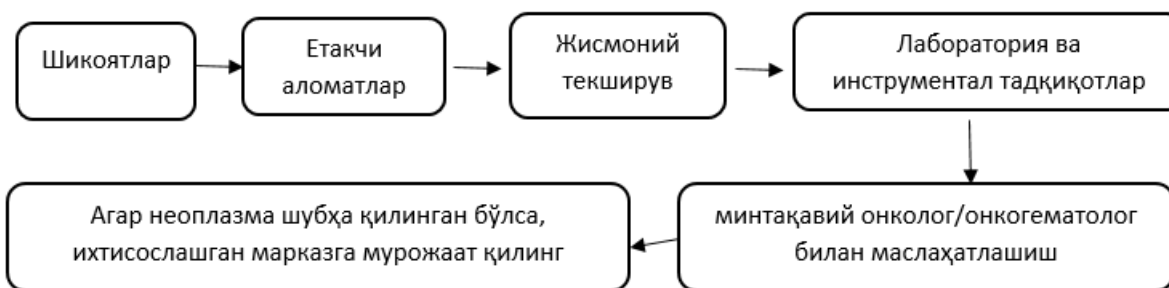 Шикоятлар
Етакчи
аломатлар
Жисмоний
текширув
Лаборатория ва
инструментал тадқиқотлар
минтақавий онколог/онкогематолог
билан маслаҳатлашиш
Агар неоплазма шубҳа қилинган бўлса,
ихтисослашган марказга мурожаат қилинг